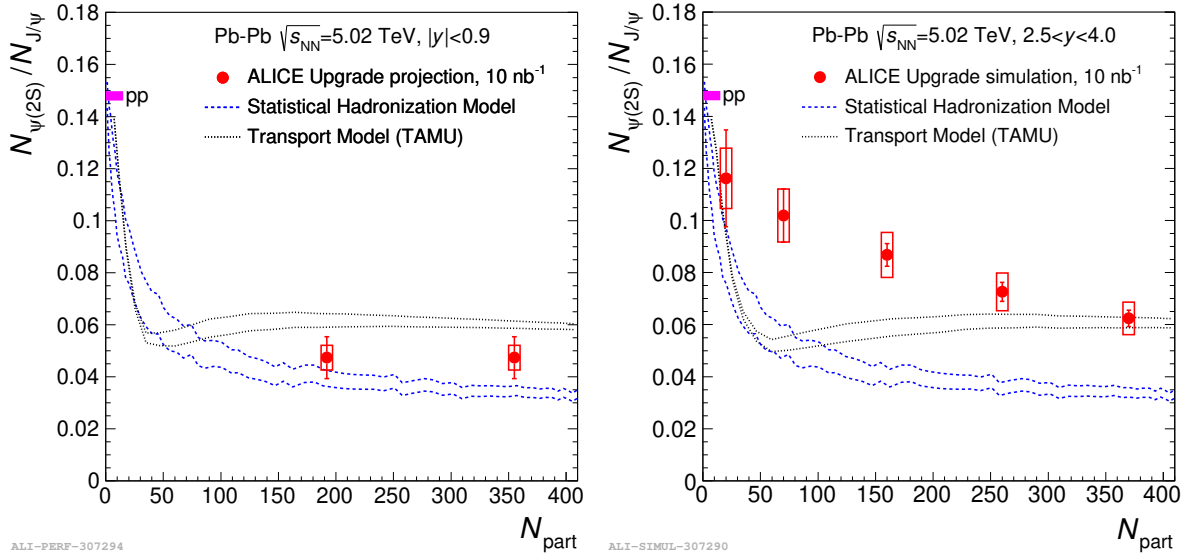 N_ψ(2S) / N_J/ψ
0.18
0.16
0.14
0.12
0.1
0.08
0.06
0.04
0.02
0
Pb-Pb √s_NN=5.02 TeV, |y|<0.9
ALICE Upgrade projection, 10 nb⁻¹
Statistical Hadronization Model
Transport Model (TAMU)
pp
0 50 100 150 200 250 300 350 400
N_part
ALI-PERF-307294
N_ψ(2S) / N_J/ψ
0.18
0.16
0.14
0.12
0.1
0.08
0.06
0.04
0.02
0
Pb-Pb √s_NN=5.02 TeV, 2.5<y<4.0
ALICE Upgrade simulation, 10 nb⁻¹
Statistical Hadronization Model
Transport Model (TAMU)
pp
0 50 100 150 200 250 300 350 400
N_part
ALI-SIMUL-307290